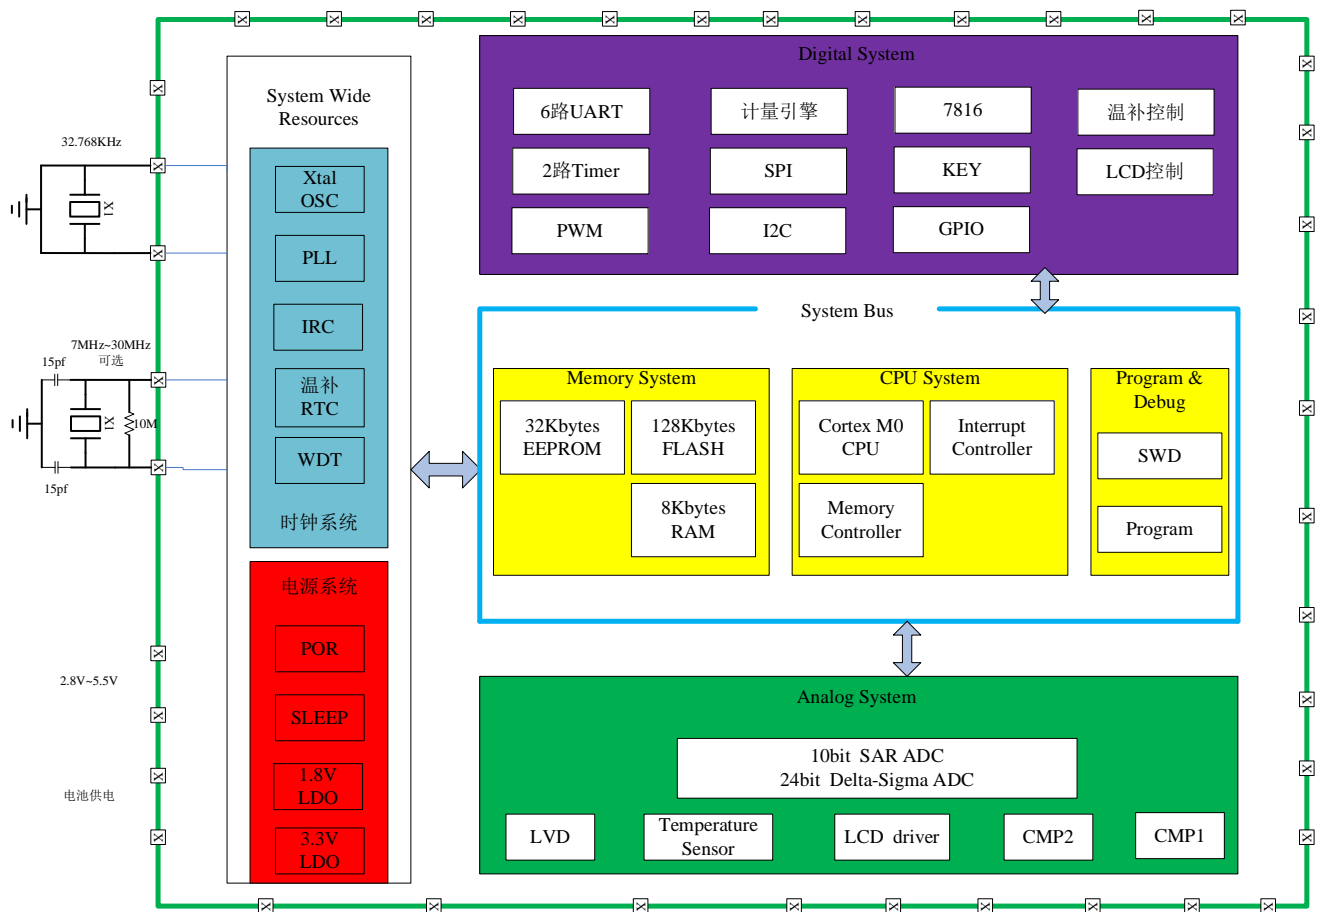 System Wide
Resources
32.768KHz
Xtal
OSC
PLL
IRC
7MHz~30MHz
可选
15pf
1X
1X
10M
15pf
温补
RTC
WDT
时钟系统
电源系统
POR
SLEEP
1.8V
LDO
3.3V
LDO
2.8V~5.5V
电池供电
Digital System
6路UART
计量引擎
7816
温补控制
2路Timer
SPI
KEY
LCD控制
PWM
I2C
GPIO
System Bus
Memory System
32Kbytes
EEPROM
128Kbytes
FLASH
8Kbytes
RAM
CPU System
Cortex M0
CPU
Interrupt
Controller
Memory
Controller
Program &
Debug
SWD
Program
Analog System
10bit SAR ADC
24bit Delta-Sigma ADC
LVD
Temperature
Sensor
LCD driver
CMP2
CMP1